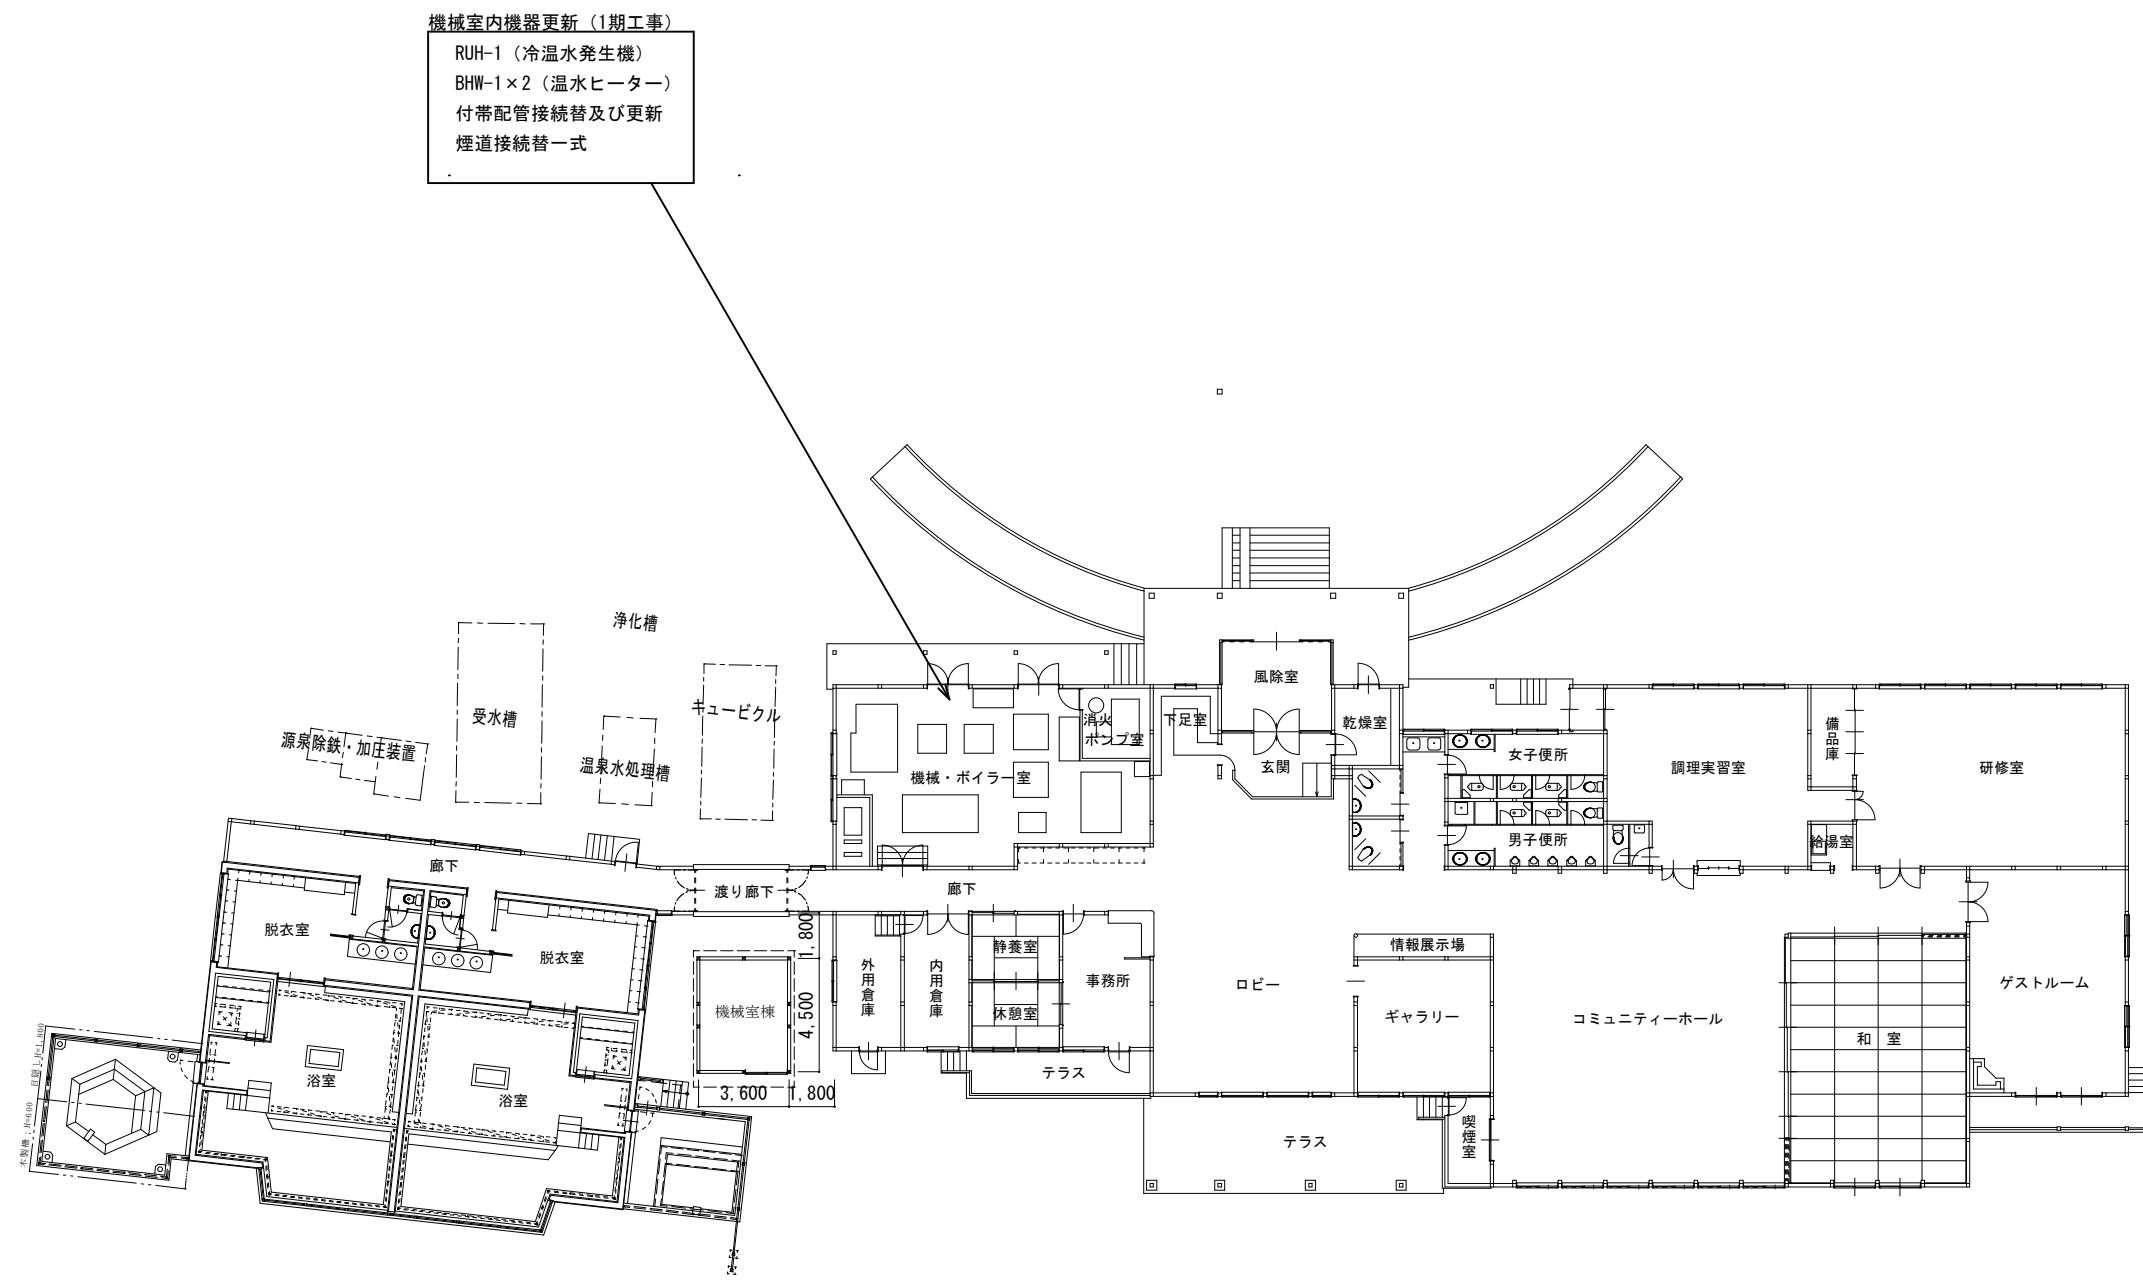 機械室内機器更新（1期工事）
RUH-1（冷温水発生機）
BHW-1×2（温水ヒーター）
付帯配管接続替及び更新
煙道接続替一式
浄化槽
受水槽
キュービクル
源泉除鉄・加圧装置
温泉水処理槽
風除室
消火
ポンプ室
下足室
乾燥室
機械・ボイラー室
玄関
女子便所
男子便所
調理実習室
備品庫
研修室
給湯室
廊下
渡り廊下
廊下
脱衣室
脱衣室
1,800
静養室
情報展示場
外用倉庫
内用倉庫
事務所
ロビー
ゲストルーム
機械室棟
4,500
休憩室
ギャラリー
コミュニティーホール
和 室
浴室
浴室
3,600
1,800
テラス
テラス
喫煙室
目隠し:H=1,800
木製柵:H=600